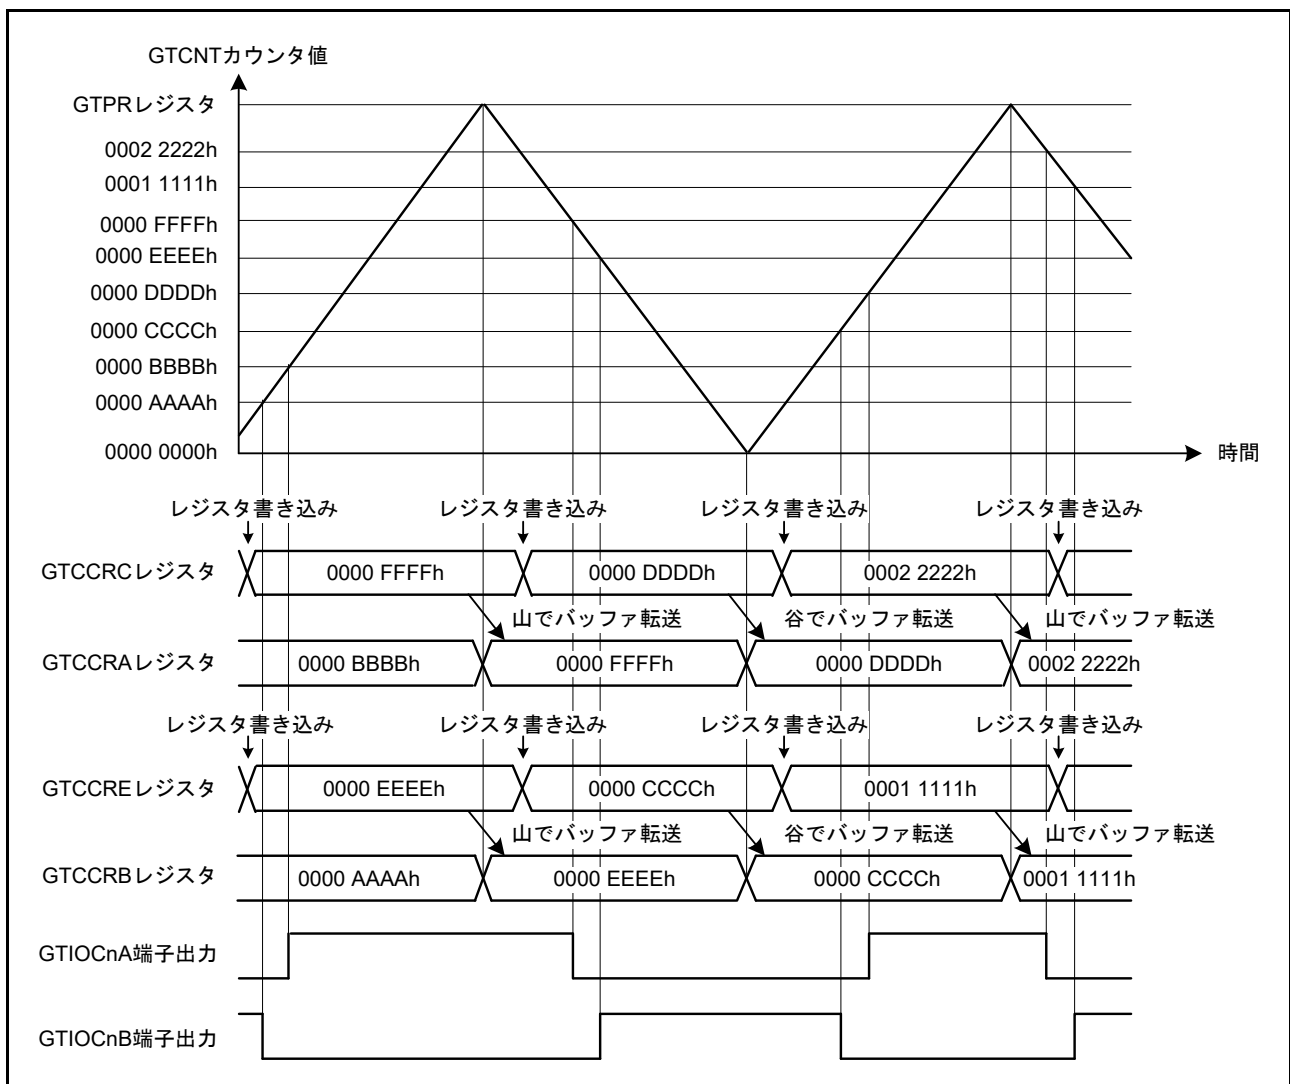 GTCNTカウンタ値
GTPRレジスタ
0002 2222h
0001 1111h
0000 FFFFh
0000 EEEEh
0000 DDDDh
0000 CCCCh
0000 BBBBh
0000 AAAAh
0000 0000h
時間
レジスタ書き込み レジスタ書き込み レジスタ書き込み レジスタ書き込み
GTCCRCレジスタ 0000 FFFFh 0000 DDDDh 0002 2222h
山でバッファ転送 谷でバッファ転送 山でバッファ転送
GTCCRAレジスタ 0000 BBBBh 0000 FFFFh 0000 DDDDh 0002 2222h
レジスタ書き込み レジスタ書き込み レジスタ書き込み レジスタ書き込み
GTCCREレジスタ 0000 EEEEh 0000 CCCCh 0001 1111h
山でバッファ転送 谷でバッファ転送 山でバッファ転送
GTCCRBレジスタ 0000 AAAAh 0000 EEEEh 0000 CCCCh 0001 1111h
GTIOCnA端子出力
GTIOCnB端子出力